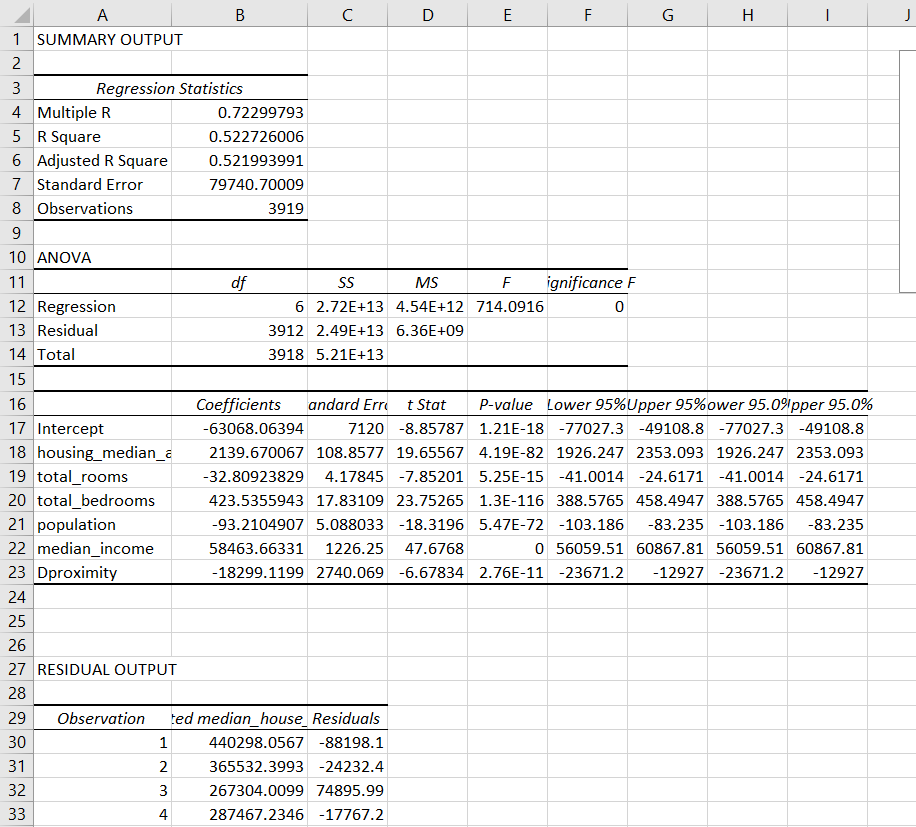 A B C D E F G H I J
1 SUMMARY OUTPUT
2
3 Regression Statistics
4 Multiple R 0.72299793
5 R Square 0.522726006
6 Adjusted R Square 0.521993991
7 Standard Error 79740.70009
8 Observations 3919
9
10 ANOVA
11 df SS MS F ignificance F
12 Regression 6 2.72E+13 4.54E+12 714.0916 0
13 Residual 3912 2.49E+13 6.36E+09
14 Total 3918 5.21E+13
15
16 Coefficients andard Erro t Stat P-value Lower 95% Upper 95% ower 95.0% pper 95.0%
17 Intercept -63068.06394 7120 -8.85787 1.21E-18 -77027.3 -49108.8 -77027.3 -49108.8
18 housing_median_a 2139.670067 108.8577 19.65567 4.19E-82 1926.247 2353.093 1926.247 2353.093
19 total_rooms -32.80923829 4.17845 -7.85201 5.25E-15 -41.0014 -24.6171 -41.0014 -24.6171
20 total_bedrooms 423.5355943 17.83109 23.75265 1.3E-116 388.5765 458.4947 388.5765 458.4947
21 population -93.2104907 5.088033 -18.3196 5.47E-72 -103.186 -83.235 -103.186 -83.235
22 median_income 58463.66331 1226.25 47.6768 0 56059.51 60867.81 56059.51 60867.81
23 Dproximity -18299.1199 2740.069 -6.67834 2.76E-11 -23671.2 -12927 -23671.2 -12927
24
25
26
27 RESIDUAL OUTPUT
28
29 Observation ted median_house_ Residuals
30 1 440298.0567 -88198.1
31 2 365532.3993 -24232.4
32 3 267304.0099 74895.99
33 4 287467.2346 -17767.2